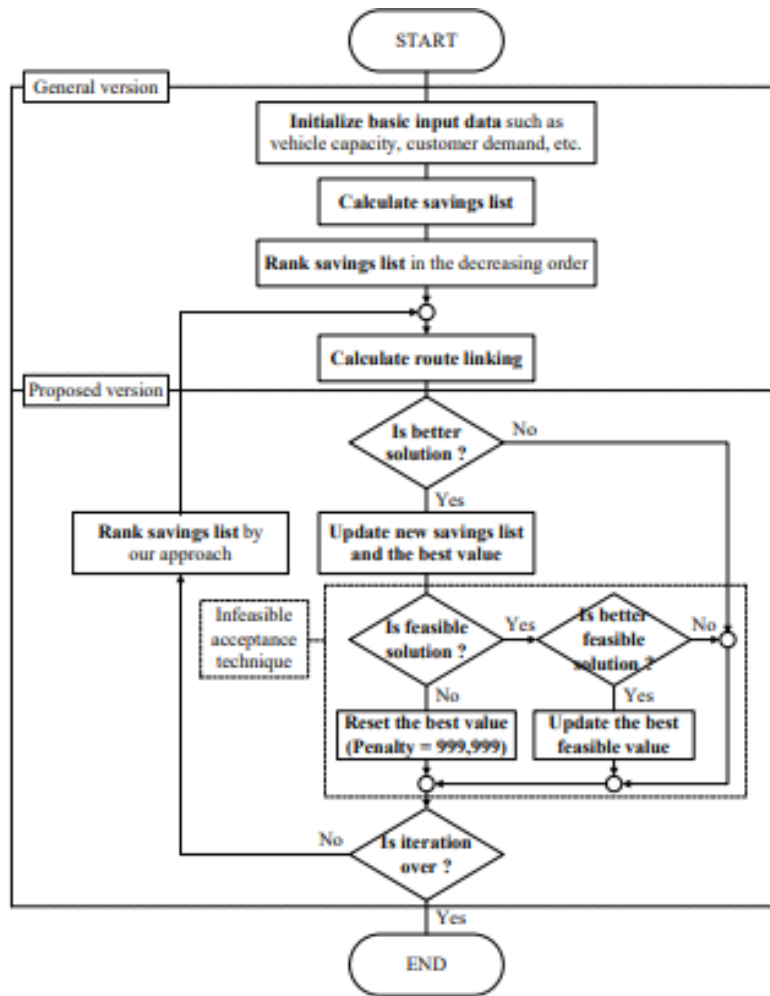 START
General version
Initialize basic input data such as
vehicle capacity, customer demand, etc.
Calculate savings list
Rank savings list in the decreasing order
Calculate route linking
Proposed version
Is better
solution ?
No
Yes
Rank savings list by
our approach
Update new savings list
and the best value
Infeasible
acceptance
technique
Is feasible
solution ?
Yes
Is better
feasible
solution ?
No
No
Yes
Reset the best value
(Penalty = 999,999)
Update the best
feasible value
No
Is iteration
over ?
Yes
END